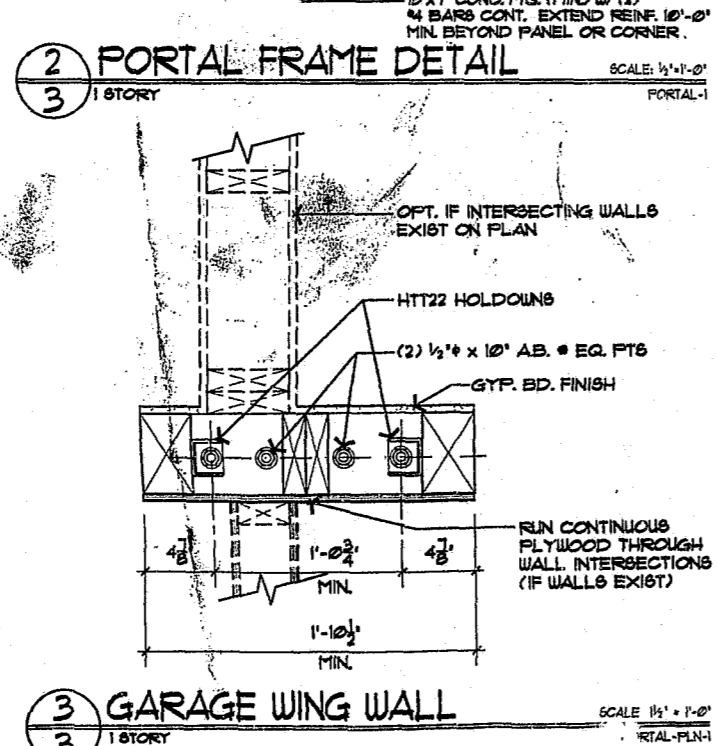 #4 BARS CONT. EXTEND REINF. 10'-0"
MIN. BEYOND PANEL OR CORNER.
2
3
PORTAL FRAME DETAIL
SCALE: 1/2"=1'-0"
1 STORY
PORTAL-1
OPT. IF INTERSECTING WALLS
EXIST ON PLAN
HTT22 HOLDOWNS
(2) 1/2"φ x 10" A.B. @ EQ. PTS
GYP. BD. FINISH
RUN CONTINUOUS
PLYWOOD THROUGH
WALL INTERSECTIONS
(IF WALLS EXIST)
4 7/8"
1'-0 3/4"
4 7/8"
MIN.
1'-10 1/2"
MIN.
3
3
GARAGE WING WALL
SCALE 1 1/2" = 1'-0"
1 STORY
RTAL-PLN-1